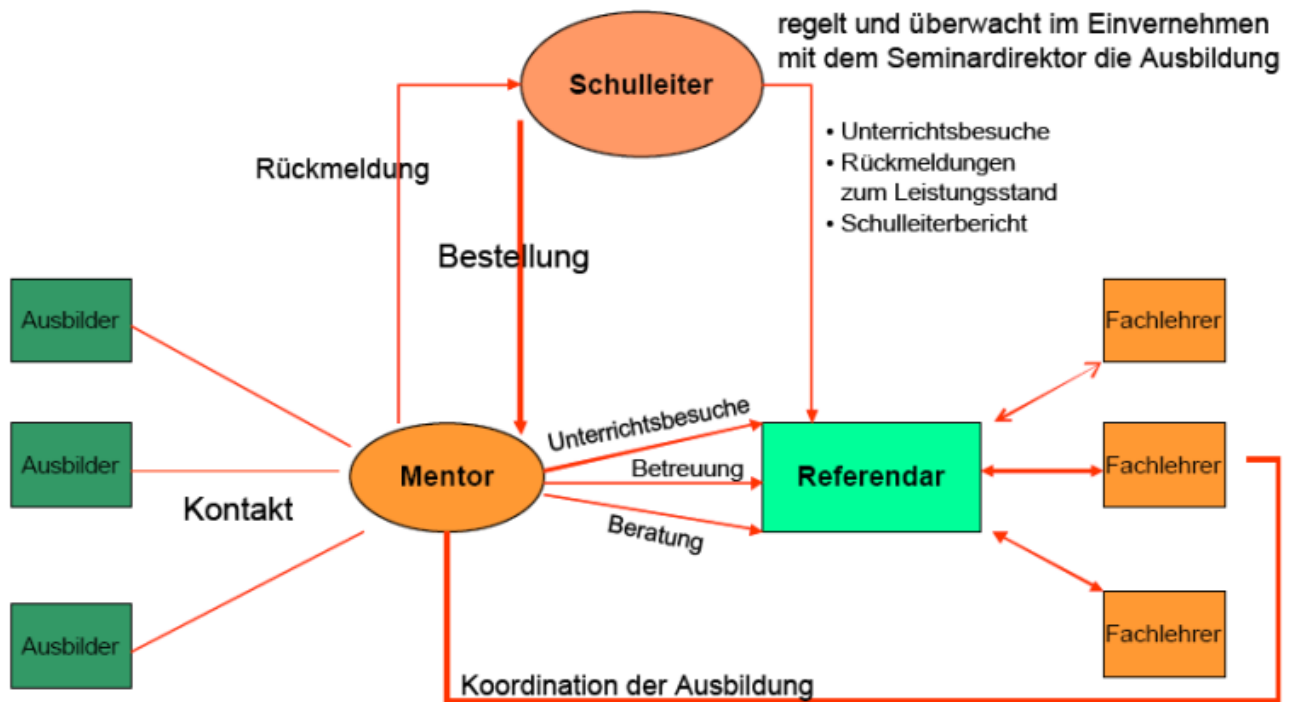 regelt und überwacht im Einvernehmen
mit dem Seminardirektor die Ausbildung
Schulleiter
• Unterrichtsbesuche
• Rückmeldungen
zum Leistungsstand
• Schulleiterbericht
Rückmeldung
Bestellung
Ausbilder
Fachlehrer
Unterrichtsbesuche
Ausbilder
Mentor
Betreuung
Referendar
Fachlehrer
Kontakt
Beratung
Ausbilder
Fachlehrer
Koordination der Ausbildung